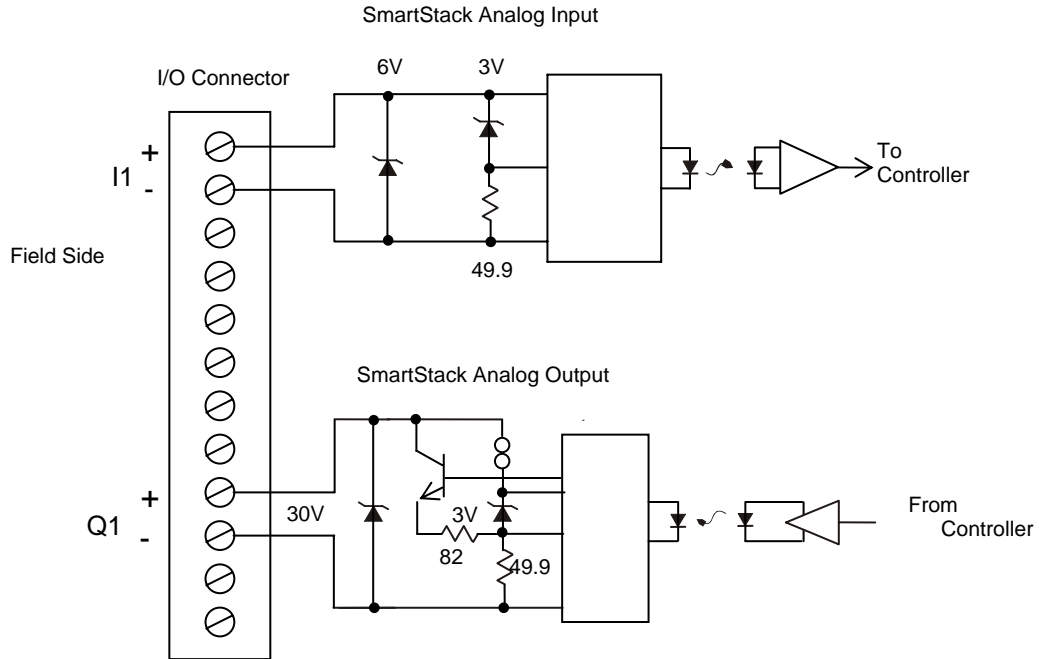 SmartStack Analog Input
I/O Connector
6V
3V
+
I1
-
To
Controller
Field Side
49.9
SmartStack Analog Output
+
Q1
-
30V
3V
82
49.9
From
Controller